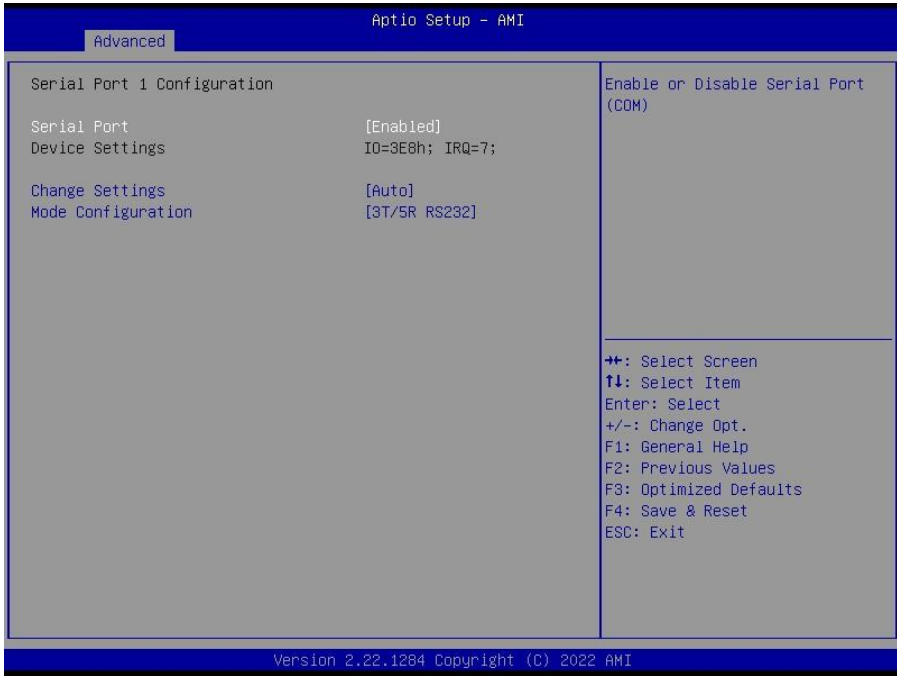 Aptio Setup - AMI
Advanced
Serial Port 1 Configuration
Serial Port [Enabled]
Device Settings IO=3E8h; IRQ=7;
Change Settings [Auto]
Mode Configuration [3T/5R RS232]
Enable or Disable Serial Port
(COM)
→←: Select Screen
↑↓: Select Item
Enter: Select
+/-: Change Opt.
F1: General Help
F2: Previous Values
F3: Optimized Defaults
F4: Save & Reset
ESC: Exit
Version 2.22.1284 Copyright (C) 2022 AMI